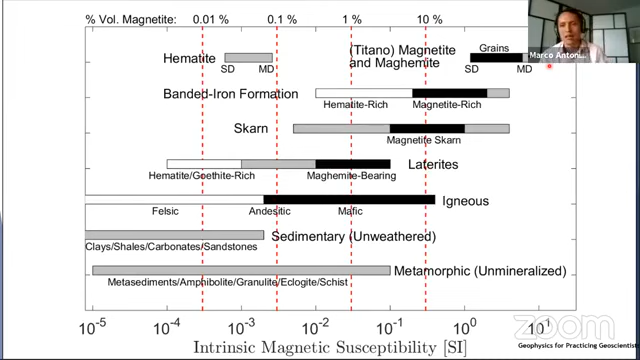 % Vol. Magnetite: 0.01 % 0.1 % 1 % 10 %
Hematite
SD MD
(Titano) Magnetite
and Maghemite
Grains
SD MD
Marco Antoni...
Banded-Iron Formation
Hematite-Rich Magnetite-Rich
Skarn
Magnetite Skarn
Laterites
Hematite/Goethite-Rich Maghemite-Bearing
Igneous
Felsic Andesitic Mafic
Sedimentary (Unweathered)
Clays/Shales/Carbonates/Sandstones
Metamorphic (Unmineralized)
Metasediments/Amphibolite/Granulite/Eclogite/Schist
10⁻⁵ 10⁻⁴ 10⁻³ 10⁻² 10⁻¹ 10⁰ 10¹
Intrinsic Magnetic Susceptibility [SI]
zoom
Geophysics for Practicing Geoscientist